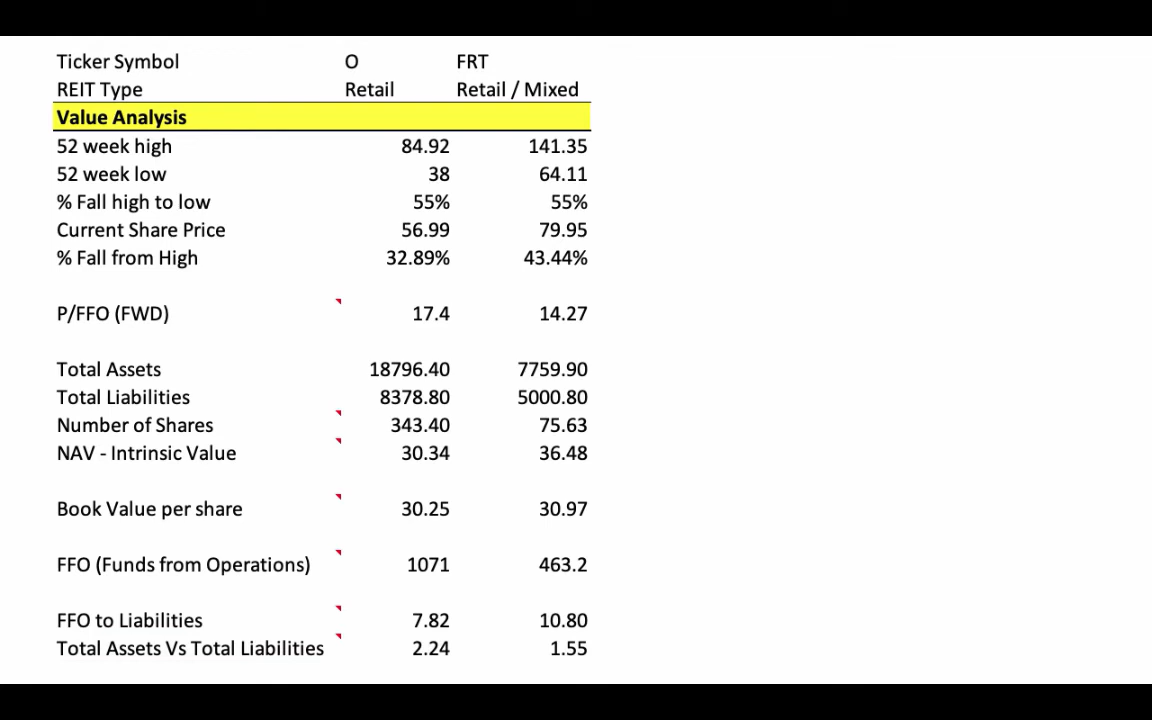 Ticker Symbol O FRT
REIT Type Retail Retail / Mixed
Value Analysis
52 week high 84.92 141.35
52 week low 38 64.11
% Fall high to low 55% 55%
Current Share Price 56.99 79.95
% Fall from High 32.89% 43.44%
P/FFO (FWD) 17.4 14.27
Total Assets 18796.40 7759.90
Total Liabilities 8378.80 5000.80
Number of Shares 343.40 75.63
NAV - Intrinsic Value 30.34 36.48
Book Value per share 30.25 30.97
FFO (Funds from Operations) 1071 463.2
FFO to Liabilities 7.82 10.80
Total Assets Vs Total Liabilities 2.24 1.55